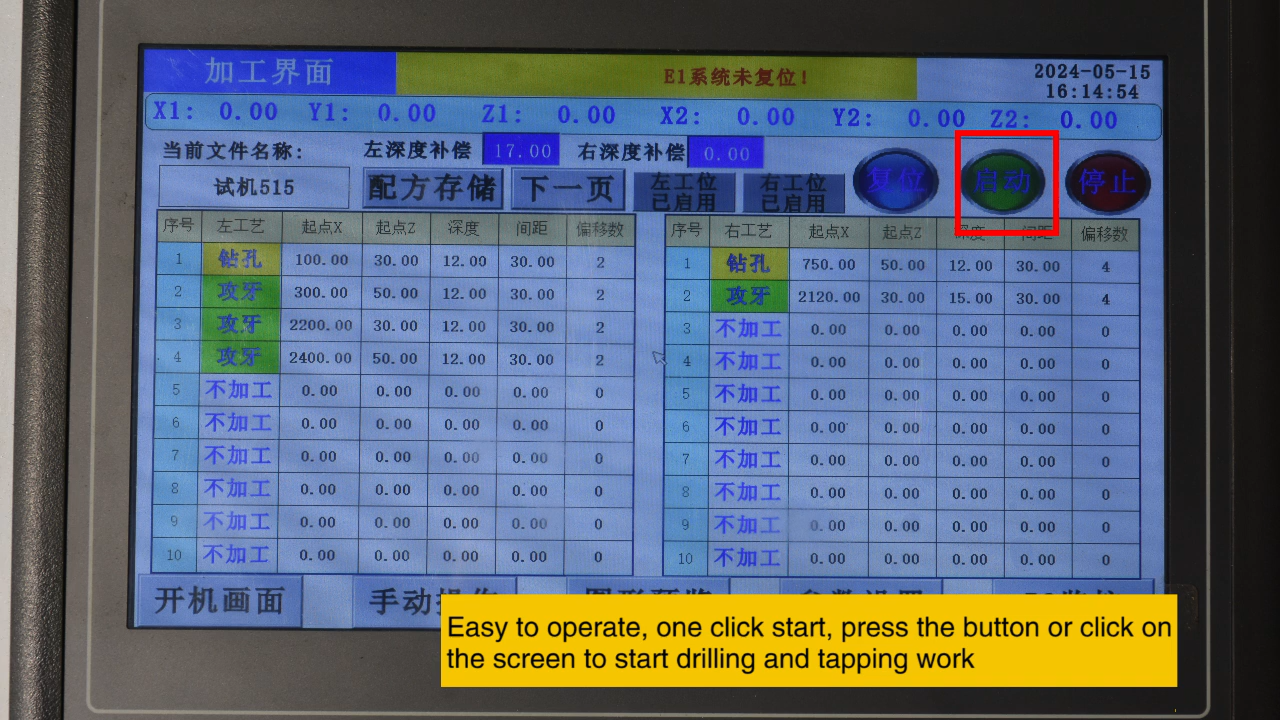 加工界面 E1系统未复位! 2024-05-15
16:14:54
X1: 0.00 Y1: 0.00 Z1: 0.00 X2: 0.00 Y2: 0.00 Z2: 0.00
当前文件名称: 左深度补偿 17.00 右深度补偿 0.00
试机515 配方存储 下一页 左工位已启用 右工位已启用 复位 启动 停止
序号 左工艺 起点X 起点Z 深度 间距 偏移数 序号 右工艺 起点X 起点Z 深度 间距 偏移数
1 钻孔 100.00 30.00 12.00 30.00 2 1 钻孔 750.00 50.00 12.00 30.00 4
2 攻牙 300.00 50.00 12.00 30.00 2 2 攻牙 2120.00 30.00 15.00 30.00 4
3 攻牙 2200.00 30.00 12.00 30.00 2 3 不加工 0.00 0.00 0.00 0.00 0
4 攻牙 2400.00 50.00 12.00 30.00 2 4 不加工 0.00 0.00 0.00 0.00 0
5 不加工 0.00 0.00 0.00 0.00 0 5 不加工 0.00 0.00 0.00 0.00 0
6 不加工 0.00 0.00 0.00 0.00 0 6 不加工 0.00 0.00 0.00 0.00 0
7 不加工 0.00 0.00 0.00 0.00 0 7 不加工 0.00 0.00 0.00 0.00 0
8 不加工 0.00 0.00 0.00 0.00 0 8 不加工 0.00 0.00 0.00 0.00 0
9 不加工 0.00 0.00 0.00 0.00 0 9 不加工 0.00 0.00 0.00 0.00 0
10 不加工 0.00 0.00 0.00 0.00 0 10 不加工 0.00 0.00 0.00 0.00 0
开机画面 手动操作
Easy to operate, one click start, press the button or click on
the screen to start drilling and tapping work